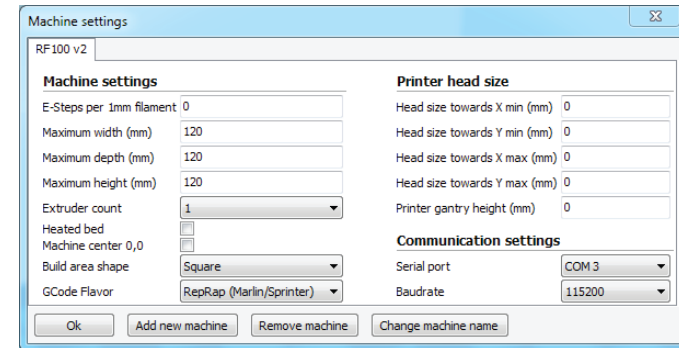 Machine settings
RF100 v2
Machine settings
E-Steps per 1mm filament 0
Maximum width (mm) 120
Maximum depth (mm) 120
Maximum height (mm) 120
Extruder count 1
Heated bed
Machine center 0,0
Build area shape Square
GCode Flavor RepRap (Marlin/Sprinter)
Printer head size
Head size towards X min (mm) 0
Head size towards Y min (mm) 0
Head size towards X max (mm) 0
Head size towards Y max (mm) 0
Printer gantry height (mm) 0
Communication settings
Serial port COM 3
Baudrate 115200
Ok Add new machine Remove machine Change machine name